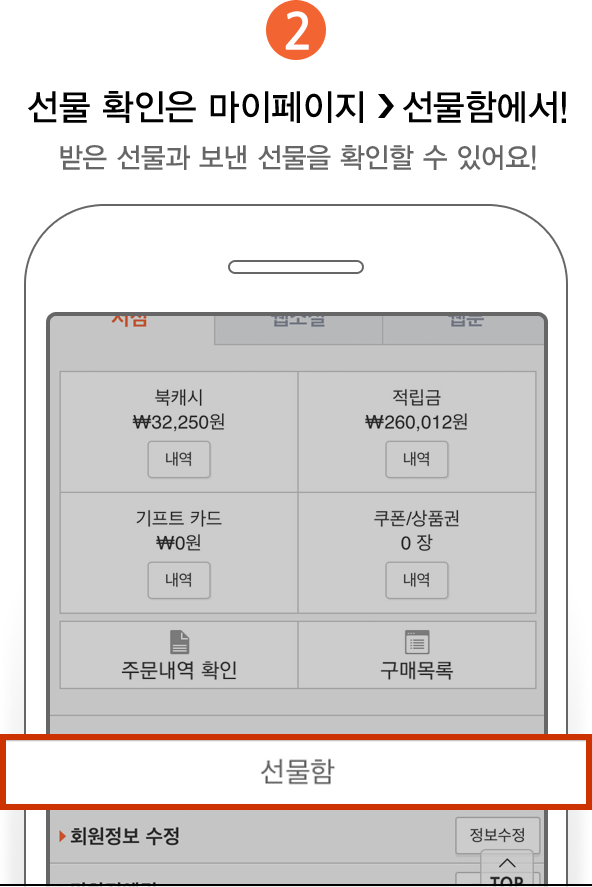 2
선물 확인은 마이페이지 > 선물함에서!
받은 선물과 보낸 선물을 확인할 수 있어요!
북캐시
₩32,250원
내역
적립금
₩260,012원
내역
기프트 카드
₩0원
내역
쿠폰/상품권
0 장
내역
주문내역 확인
구매목록
선물함
회원정보 수정
정보수정
TOP